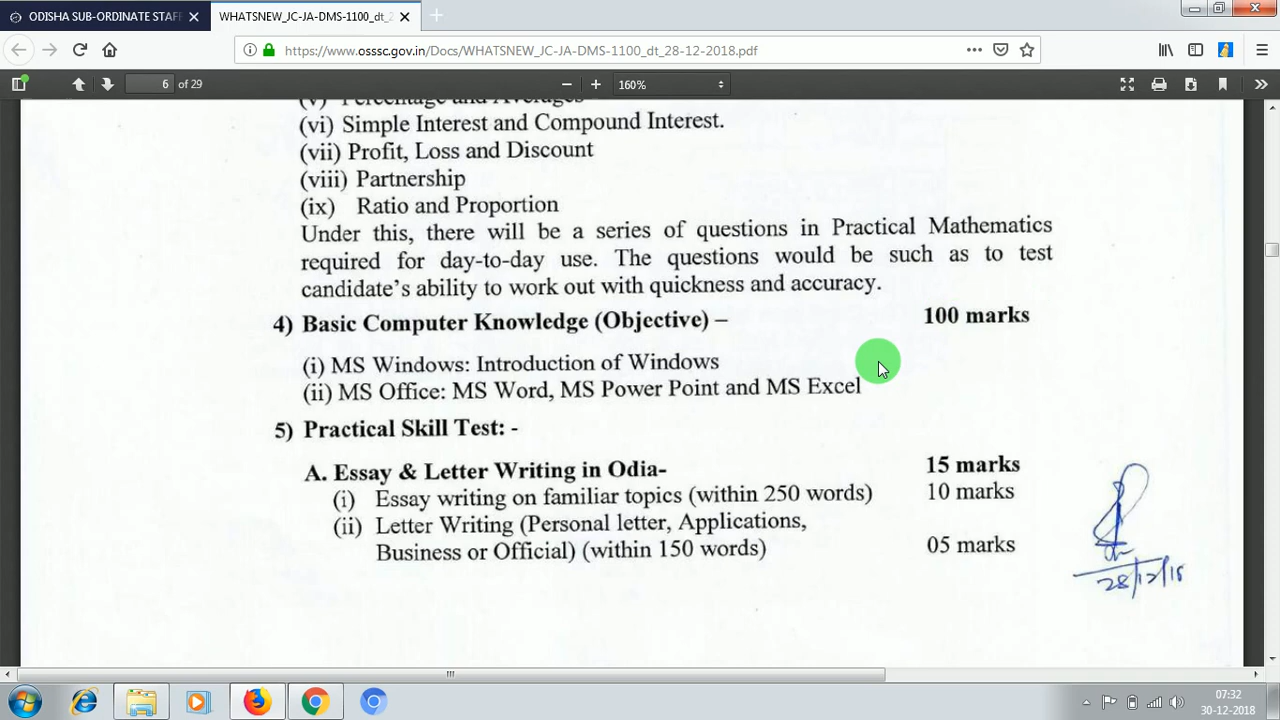 ODISHA SUB-ORDINATE STAFF
WHATSNEW_JC-JA-DMS-1100_dt_2
https://www.osssc.gov.in/Docs/WHATSNEW_JC-JA-DMS-1100_dt_28-12-2018.pdf
6 of 29
160%
(v) Percentage and Averages
(vi) Simple Interest and Compound Interest.
(vii) Profit, Loss and Discount
(viii) Partnership
(ix) Ratio and Proportion
Under this, there will be a series of questions in Practical Mathematics
required for day-to-day use. The questions would be such as to test
candidate's ability to work out with quickness and accuracy.
4) Basic Computer Knowledge (Objective) – 100 marks
(i) MS Windows: Introduction of Windows
(ii) MS Office: MS Word, MS Power Point and MS Excel
5) Practical Skill Test: -
A. Essay & Letter Writing in Odia- 15 marks
(i) Essay writing on familiar topics (within 250 words) 10 marks
(ii) Letter Writing (Personal letter, Applications,
Business or Official) (within 150 words) 05 marks
28/12/18
07:32
30-12-2018